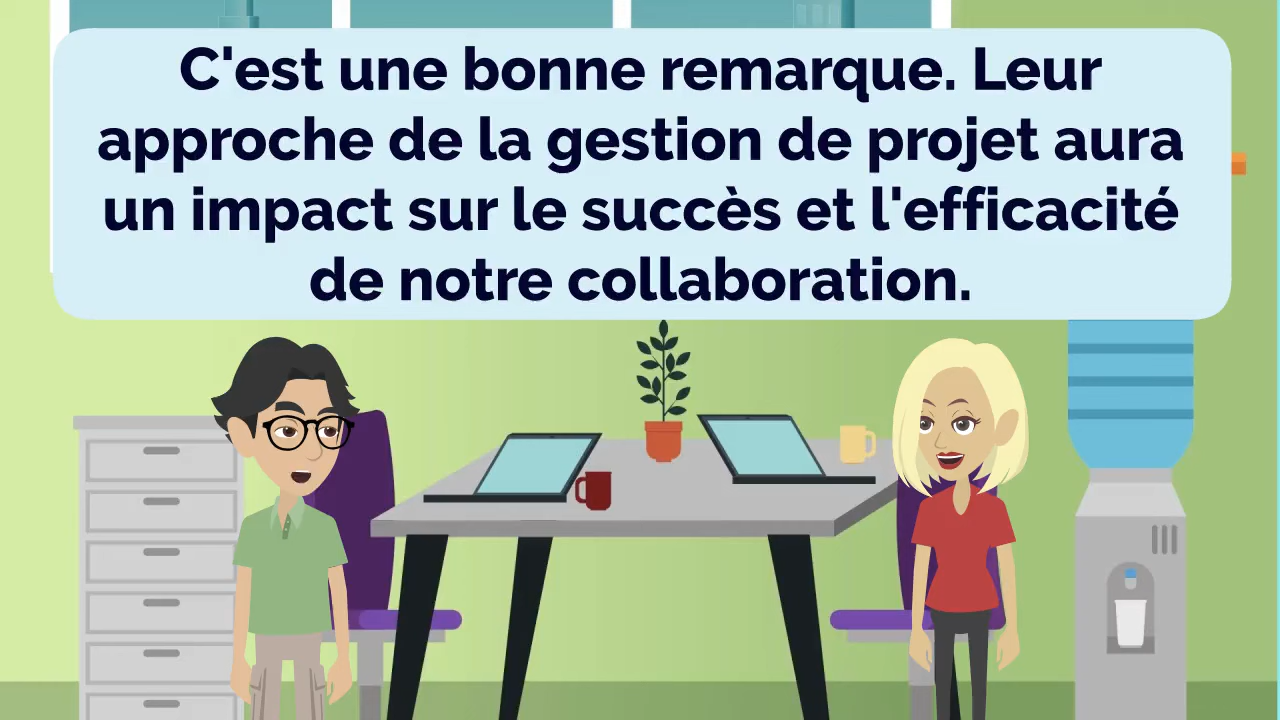 C'est une bonne remarque. Leur
approche de la gestion de projet aura
un impact sur le succès et l'efficacité
de notre collaboration.